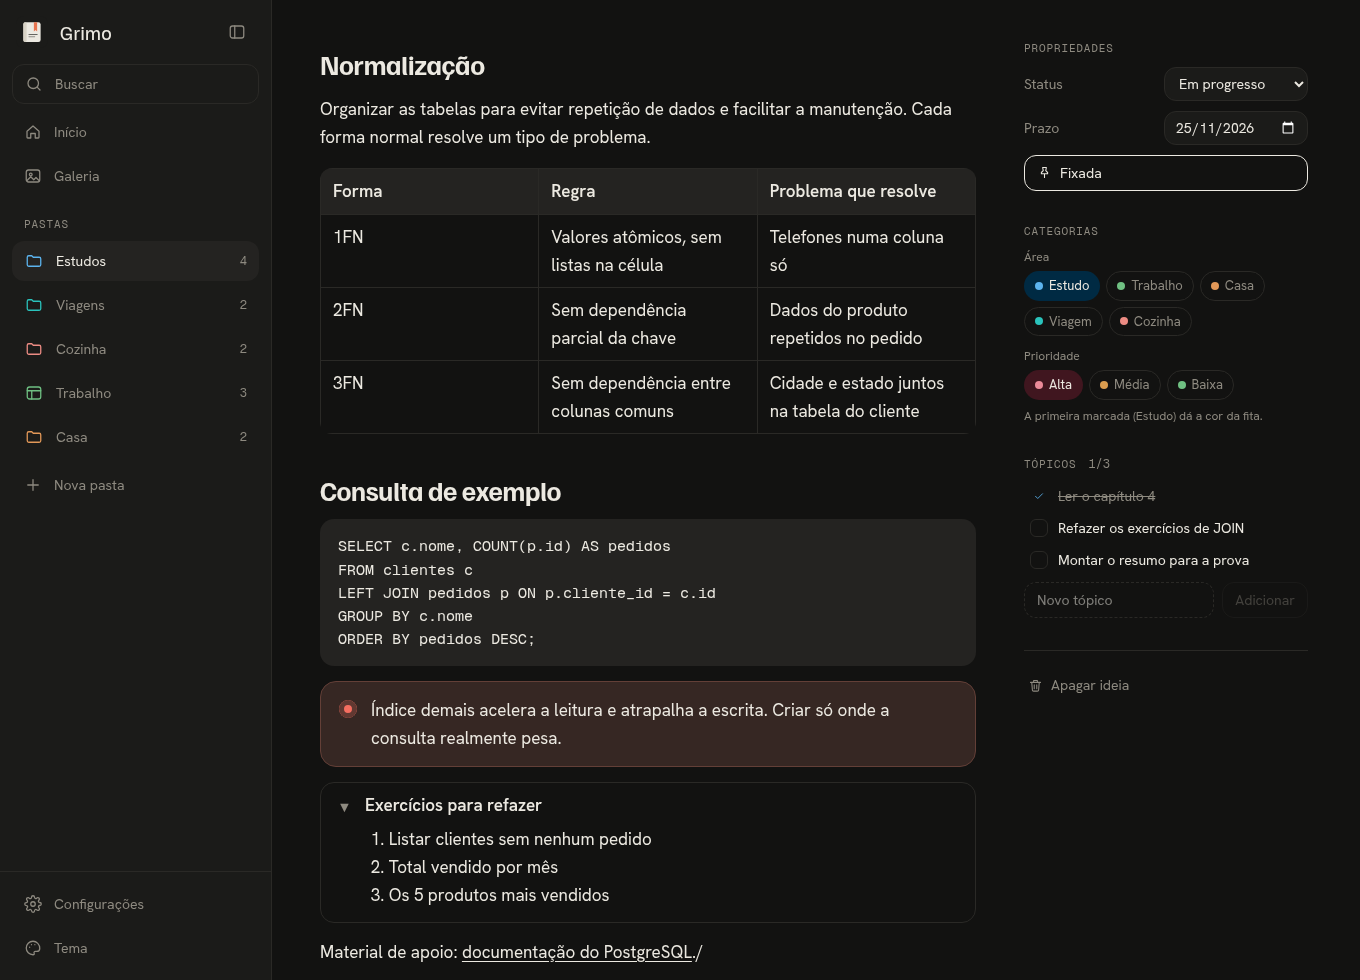 Grimo
Buscar
Início
Galeria
PASTAS
Estudos 4
Viagens 2
Cozinha 2
Trabalho 3
Casa 2
Nova pasta
Configurações
Tema
Normalização
Organizar as tabelas para evitar repetição de dados e facilitar a manutenção. Cada
forma normal resolve um tipo de problema.
Forma Regra Problema que resolve
1FN Valores atômicos, sem Telefones numa coluna
listas na célula só
2FN Sem dependência Dados do produto
parcial da chave repetidos no pedido
3FN Sem dependência entre Cidade e estado juntos
colunas comuns na tabela do cliente
Consulta de exemplo
SELECT c.nome, COUNT(p.id) AS pedidos
FROM clientes c
LEFT JOIN pedidos p ON p.cliente_id = c.id
GROUP BY c.nome
ORDER BY pedidos DESC;
Índice demais acelera a leitura e atrapalha a escrita. Criar só onde a
consulta realmente pesa.
▼ Exercícios para refazer
1. Listar clientes sem nenhum pedido
2. Total vendido por mês
3. Os 5 produtos mais vendidos
Material de apoio: documentação do PostgreSQL./
PROPRIEDADES
Status Em progresso
Prazo 25/11/2026
Fixada
CATEGORIAS
Área
Estudo Trabalho Casa
Viagem Cozinha
Prioridade
Alta Média Baixa
A primeira marcada (Estudo) dá a cor da fita.
TÓPICOS 1/3
Ler o capítulo 4
Refazer os exercícios de JOIN
Montar o resumo para a prova
Novo tópico Adicionar
Apagar ideia